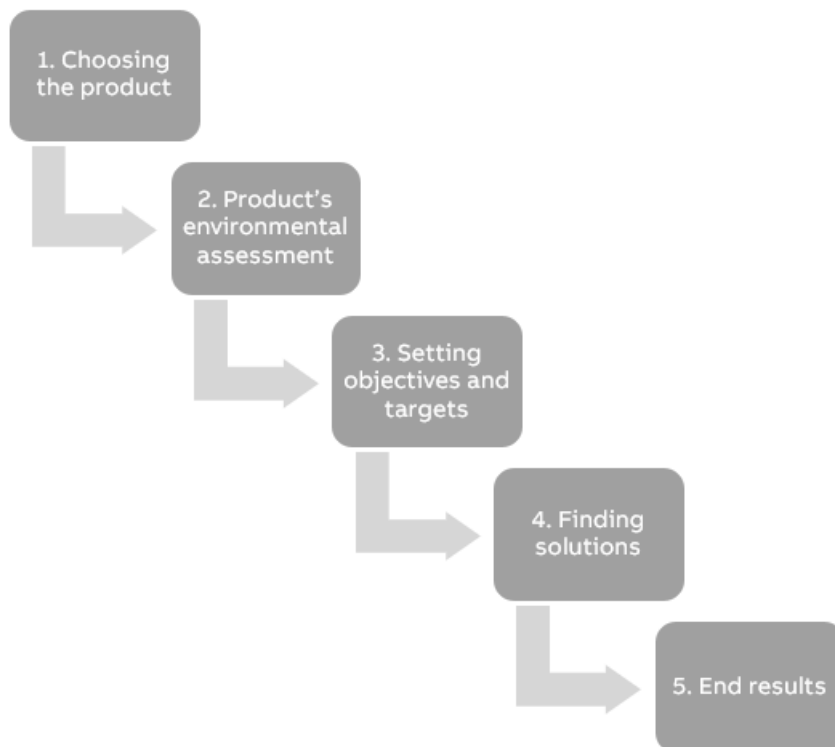 1. Choosing
the product
2. Product's
environmental
assessment
3. Setting
objectives and
targets
4. Finding
solutions
5. End results